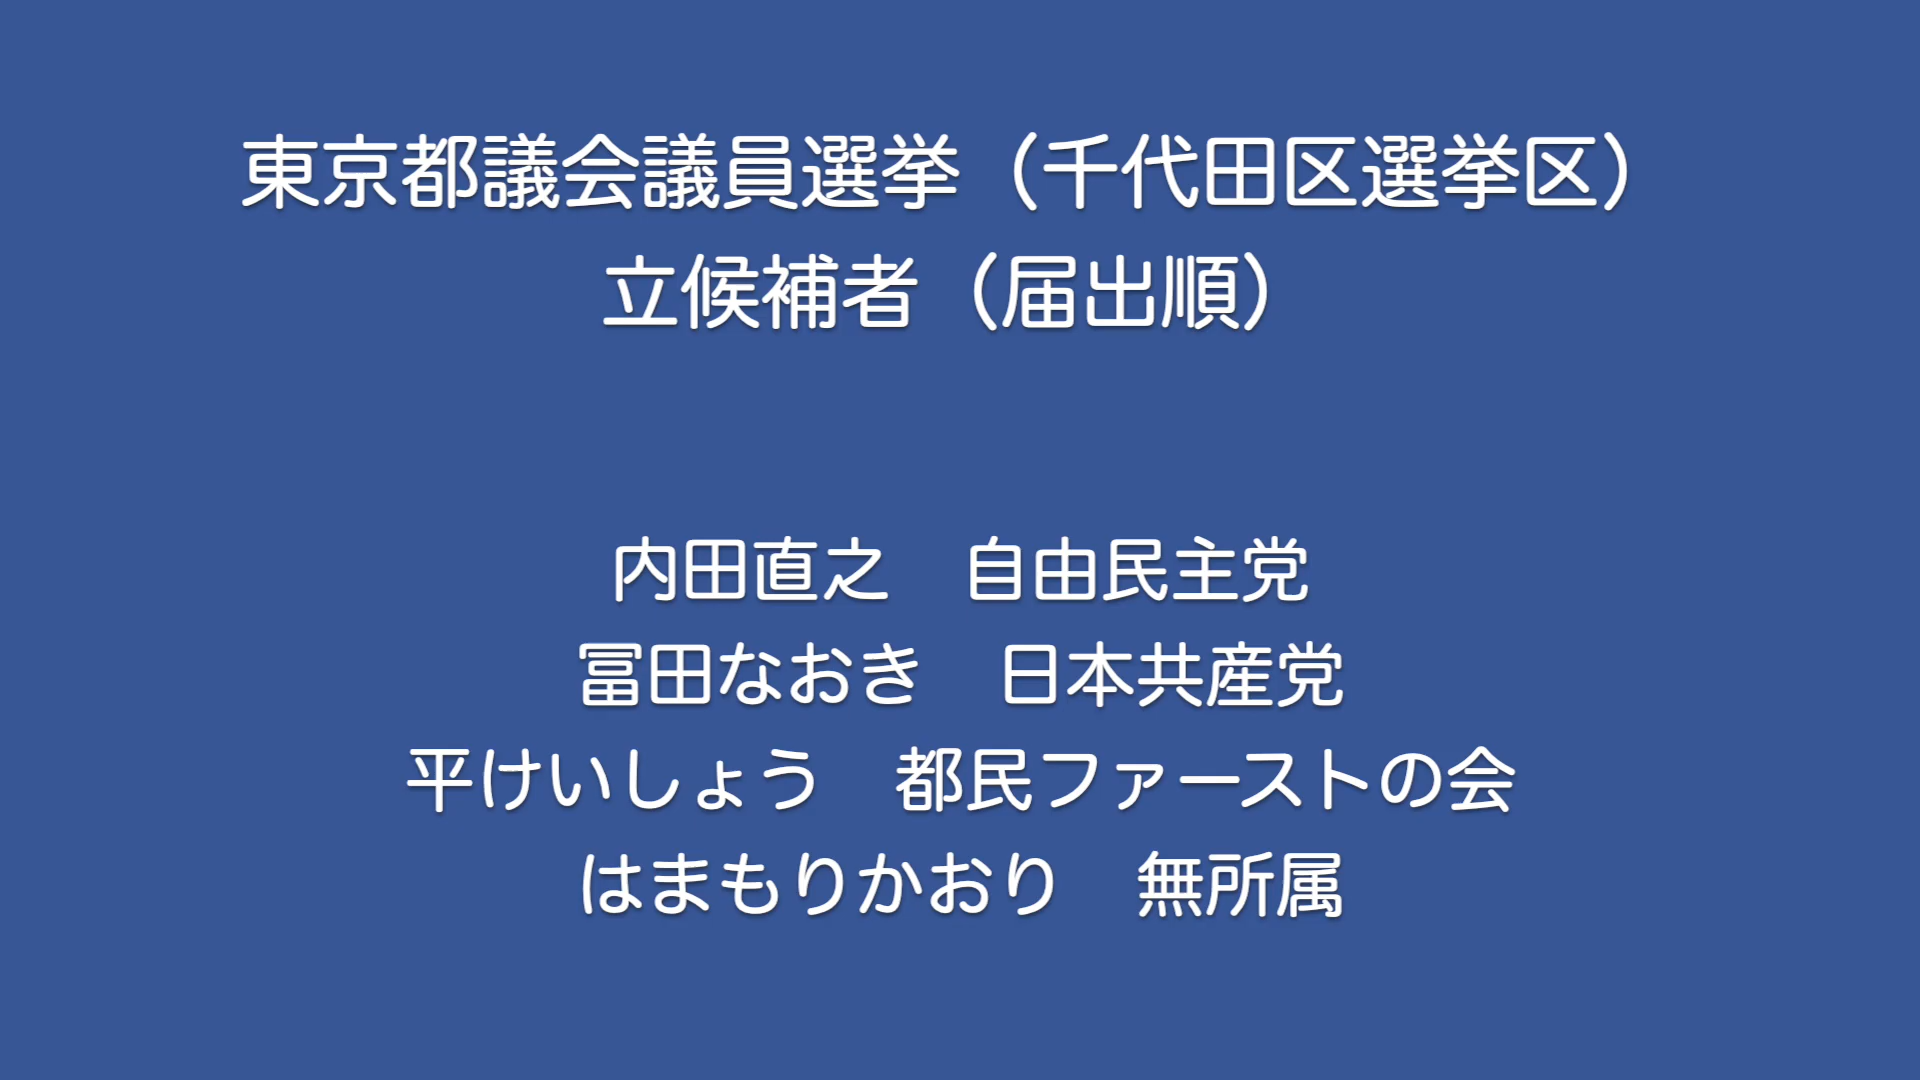 東京都議会議員選挙（千代田区選挙区）
立候補者（届出順）
内田直之　自由民主党
冨田なおき　日本共産党
平けいしょう　都民ファーストの会
はまもりかおり　無所属